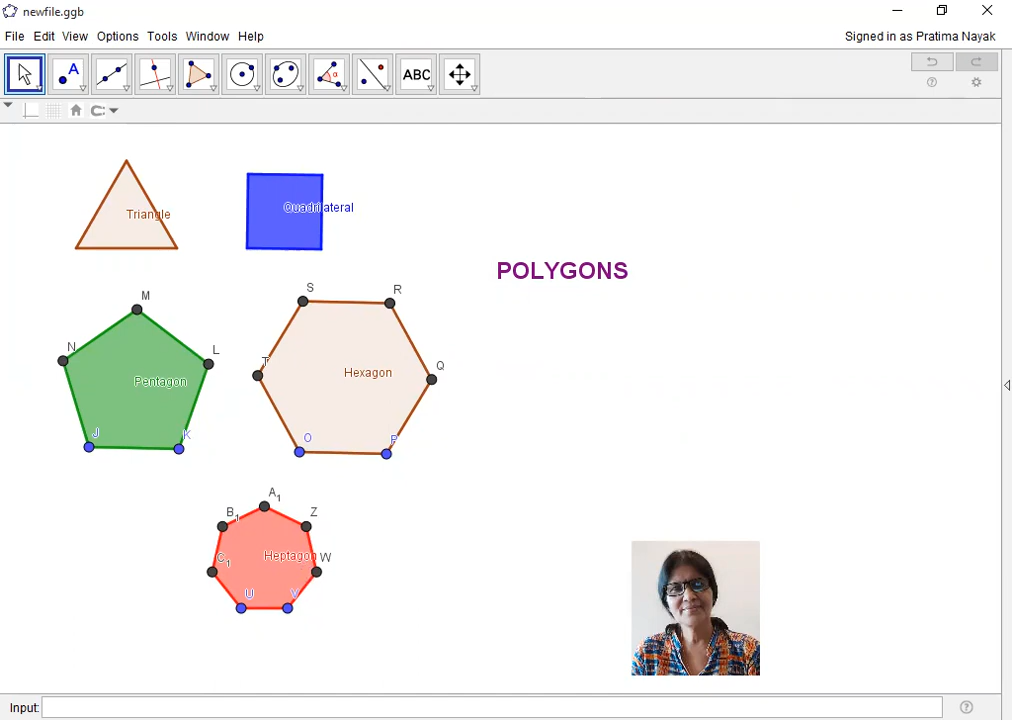 newfile.ggb
File Edit View Options Tools Window Help
Signed in as Pratima Nayak
A
α
ABC
Triangle
Quadrilateral
POLYGONS
S
R
M
N
L
T
Q
Hexagon
Pentagon
J
K
O
P
A1
B1
Z
C1
Heptagon
W
U
V
Input: